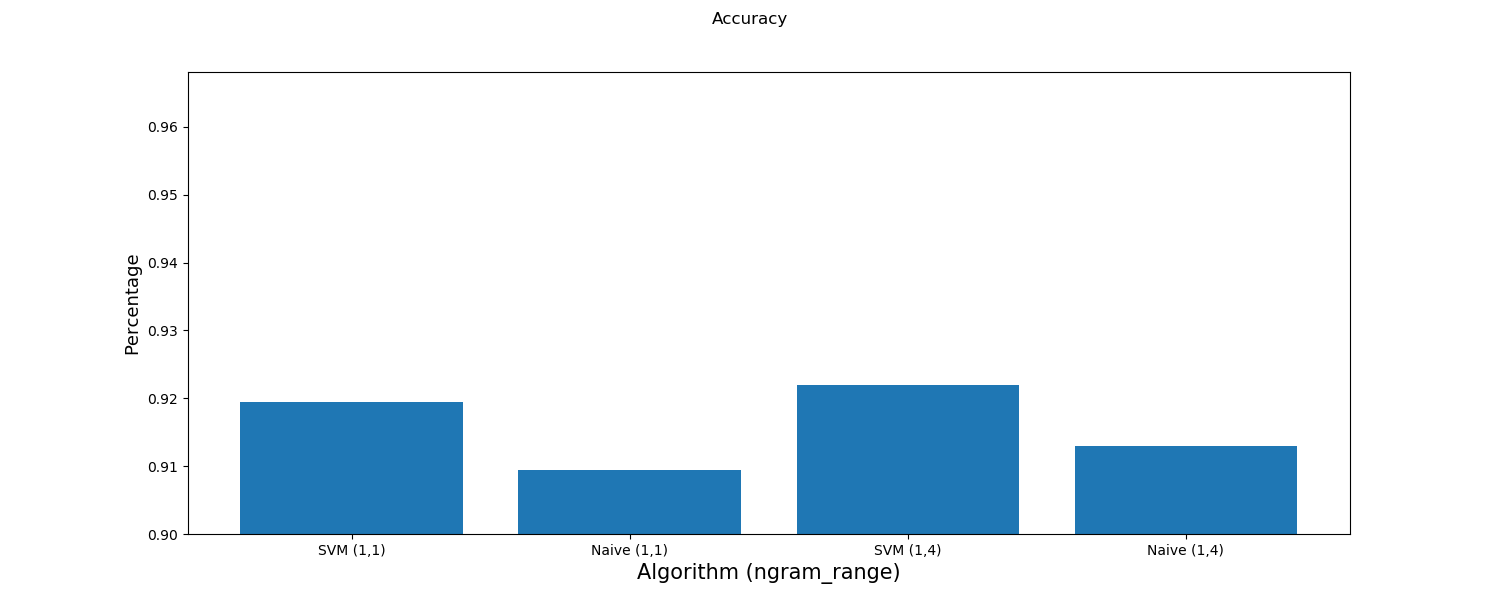 Accuracy
Percentage
0.96
0.95
0.94
0.93
0.92
0.91
0.90
SVM (1,1) Naive (1,1) SVM (1,4) Naive (1,4)
Algorithm (ngram_range)